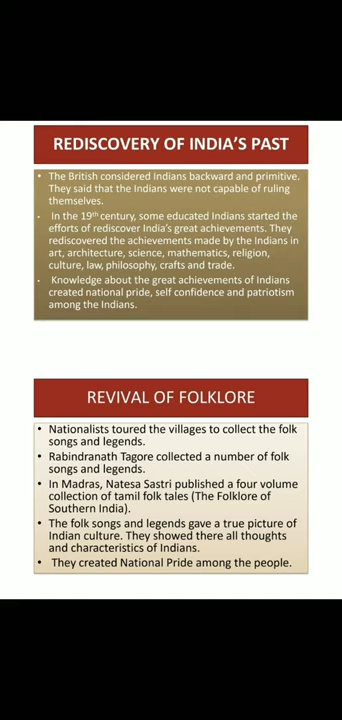 REDISCOVERY OF INDIA'S PAST
• The British considered Indians backward and primitive.
They said that the Indians were not capable of ruling
themselves.
• In the 19th century, some educated Indians started the
efforts of rediscover India's great achievements. They
rediscovered the achievements made by the Indians in
art, architecture, science, mathematics, religion,
culture, law, philosophy, crafts and trade.
• Knowledge about the great achievements of Indians
created national pride, self confidence and patriotism
among the Indians.
REVIVAL OF FOLKLORE
• Nationalists toured the villages to collect the folk
songs and legends.
• Rabindranath Tagore collected a number of folk
songs and legends.
• In Madras, Natesa Sastri published a four volume
collection of tamil folk tales (The Folklore of
Southern India).
• The folk songs and legends gave a true picture of
Indian culture. They showed there all thoughts
and characteristics of Indians.
• They created National Pride among the people.